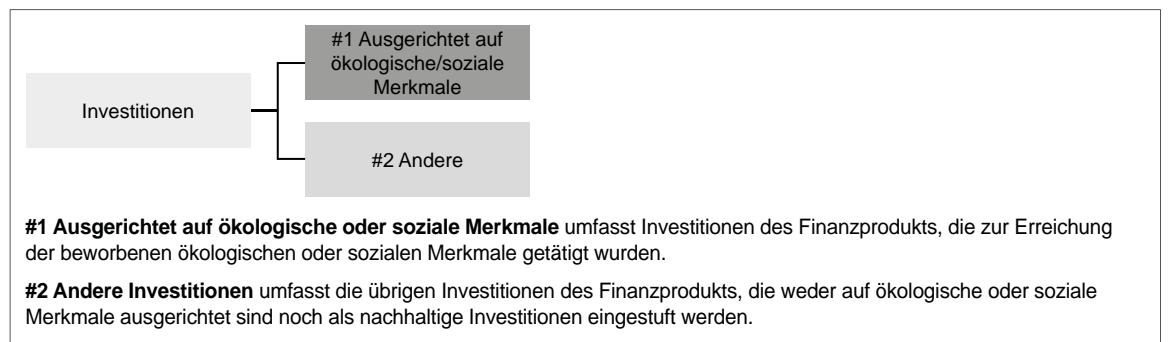 #1 Ausgerichtet auf
ökologische/soziale
Merkmale
Investitionen
#2 Andere
#1 Ausgerichtet auf ökologische oder soziale Merkmale umfasst Investitionen des Finanzprodukts, die zur Erreichung
der beworbenen ökologischen oder sozialen Merkmale getätigt wurden.
#2 Andere Investitionen umfasst die übrigen Investitionen des Finanzprodukts, die weder auf ökologische oder soziale
Merkmale ausgerichtet sind noch als nachhaltige Investitionen eingestuft werden.